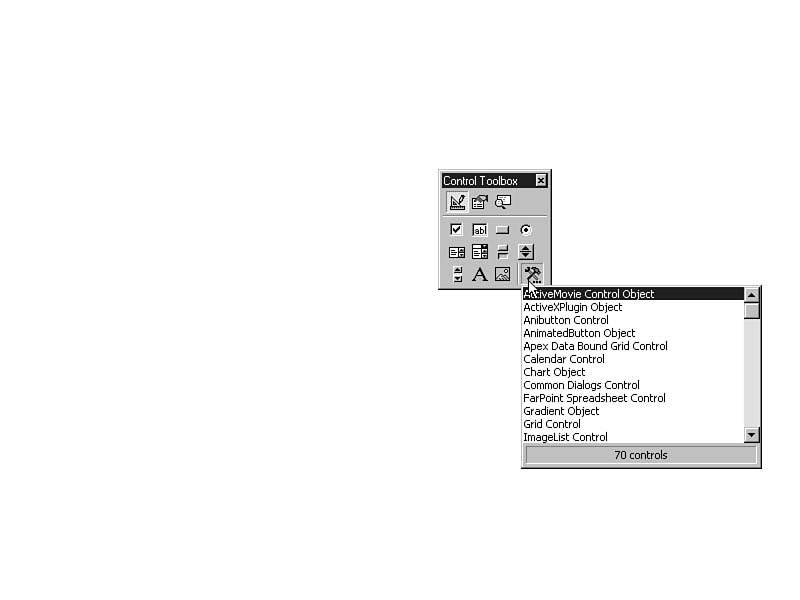 Control Toolbox
abl
A
ActiveMovie Control Object
ActiveXPlugin Object
Anibutton Control
AnimatedButton Object
Apex Data Bound Grid Control
Calendar Control
Chart Object
Common Dialogs Control
FarPoint Spreadsheet Control
Gradient Object
Grid Control
ImageList Control
70 controls